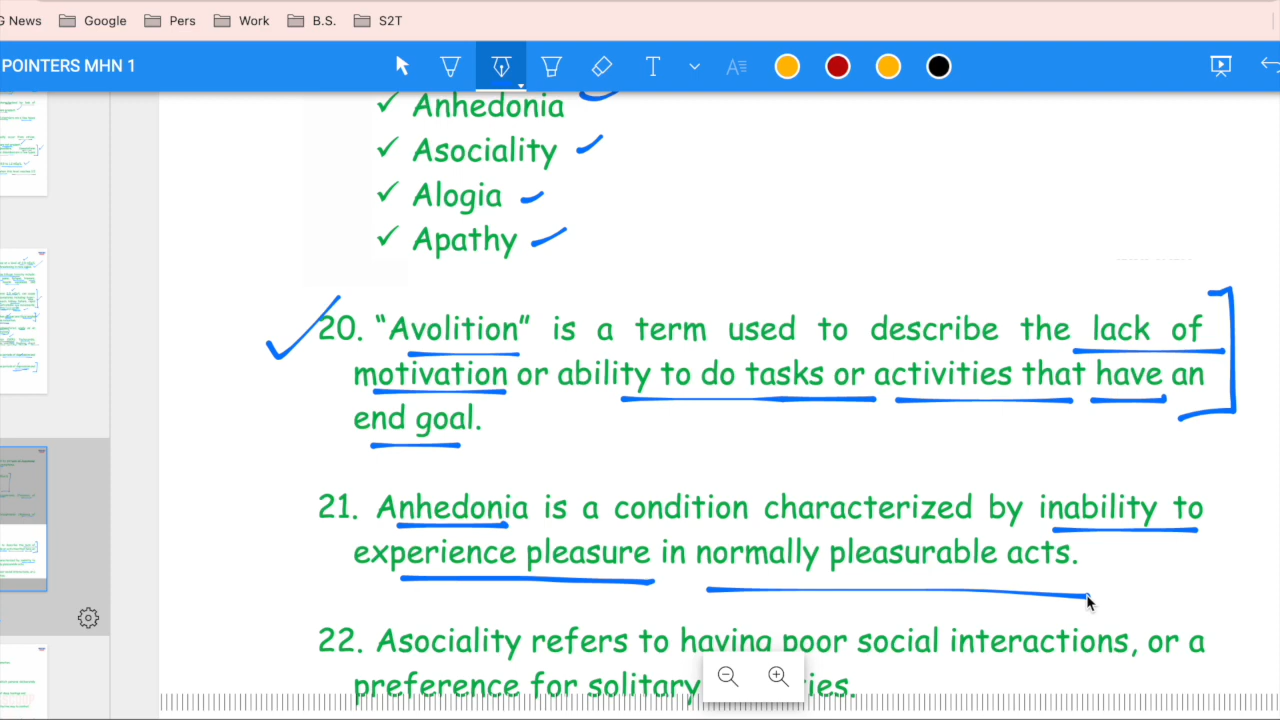 G News Google Pers Work B.S. S2T
POINTERS MHN 1
✓ Anhedonia
✓ Asociality
✓ Alogia
✓ Apathy
20. “Avolition” is a term used to describe the lack of
motivation or ability to do tasks or activities that have an
end goal.
21. Anhedonia is a condition characterized by inability to
experience pleasure in normally pleasurable acts.
22. Asociality refers to having poor social interactions, or a
preference for solitary